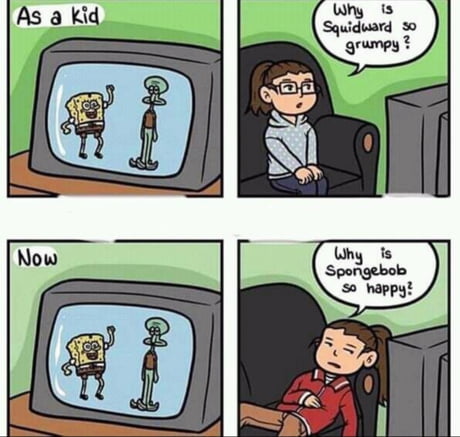 As a kid
Why is
Squidward so
grumpy?
Now
Why is
Spongebob
so happy?